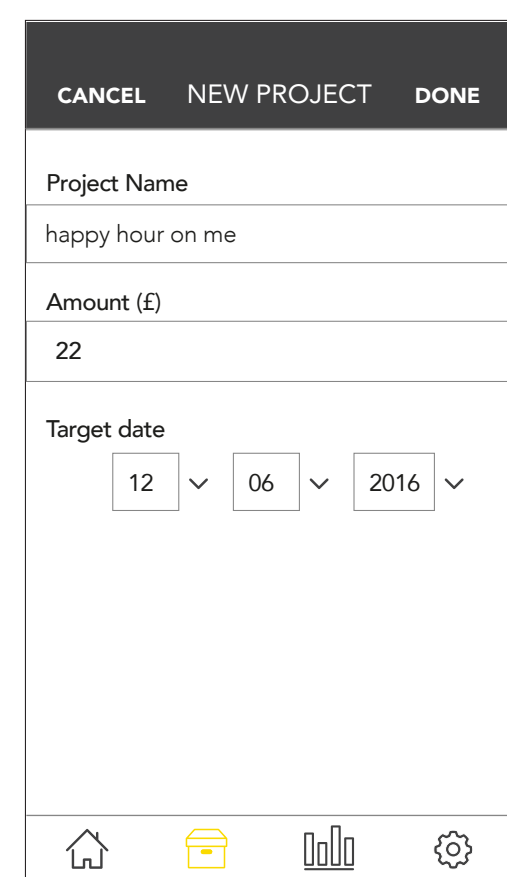 CANCEL NEW PROJECT DONE
Project Name
happy hour on me
Amount (£)
22
Target date
12 06 2016